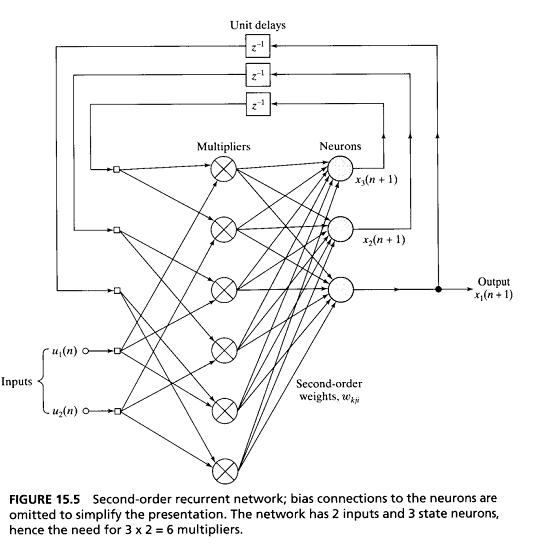 Unit delays
z⁻¹
z⁻¹
z⁻¹
Multipliers
Neurons
x₃(n + 1)
x₂(n + 1)
Output
x₁(n + 1)
Inputs
u₁(n)
u₂(n)
Second-order
weights, wₖⱼᵢ
FIGURE 15.5 Second-order recurrent network; bias connections to the neurons are
omitted to simplify the presentation. The network has 2 inputs and 3 state neurons,
hence the need for 3 x 2 = 6 multipliers.